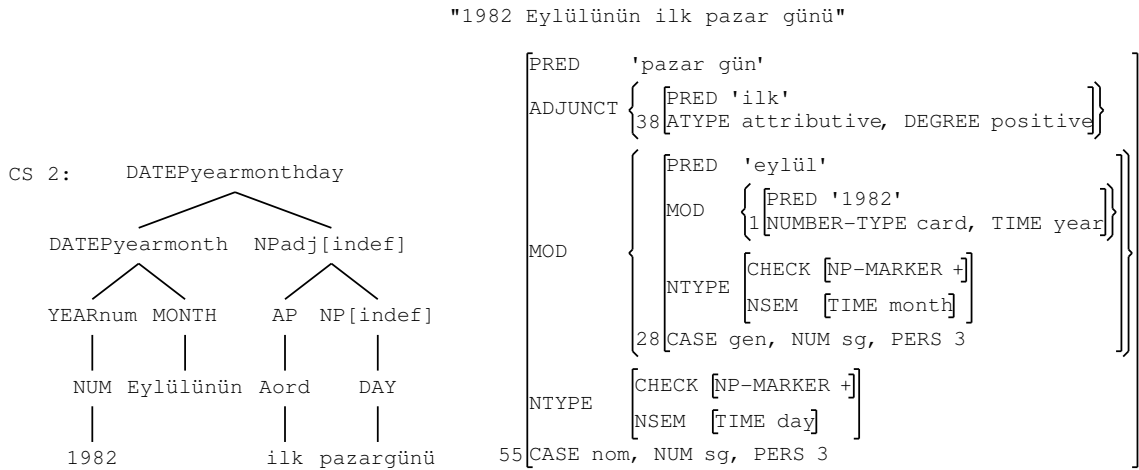 "1982 Eylülünün ilk pazar günü"
CS 2: DATEPyearmonthday
DATEPyearmonth NPadj[indef]
YEARnum MONTH AP NP[indef]
NUM Eylülünün Aord DAY
1982 ilk pazargünü
PRED 'pazar gün'
PRED 'ilk'
ADJUNCT
38 ATYPE attributive, DEGREE positive
PRED 'eylül'
PRED '1982'
MOD
1 NUMBER-TYPE card, TIME year
MOD
CHECK [NP-MARKER +]
NTYPE
NSEM [TIME month]
28 CASE gen, NUM sg, PERS 3
CHECK [NP-MARKER +]
NTYPE
NSEM [TIME day]
55 CASE nom, NUM sg, PERS 3